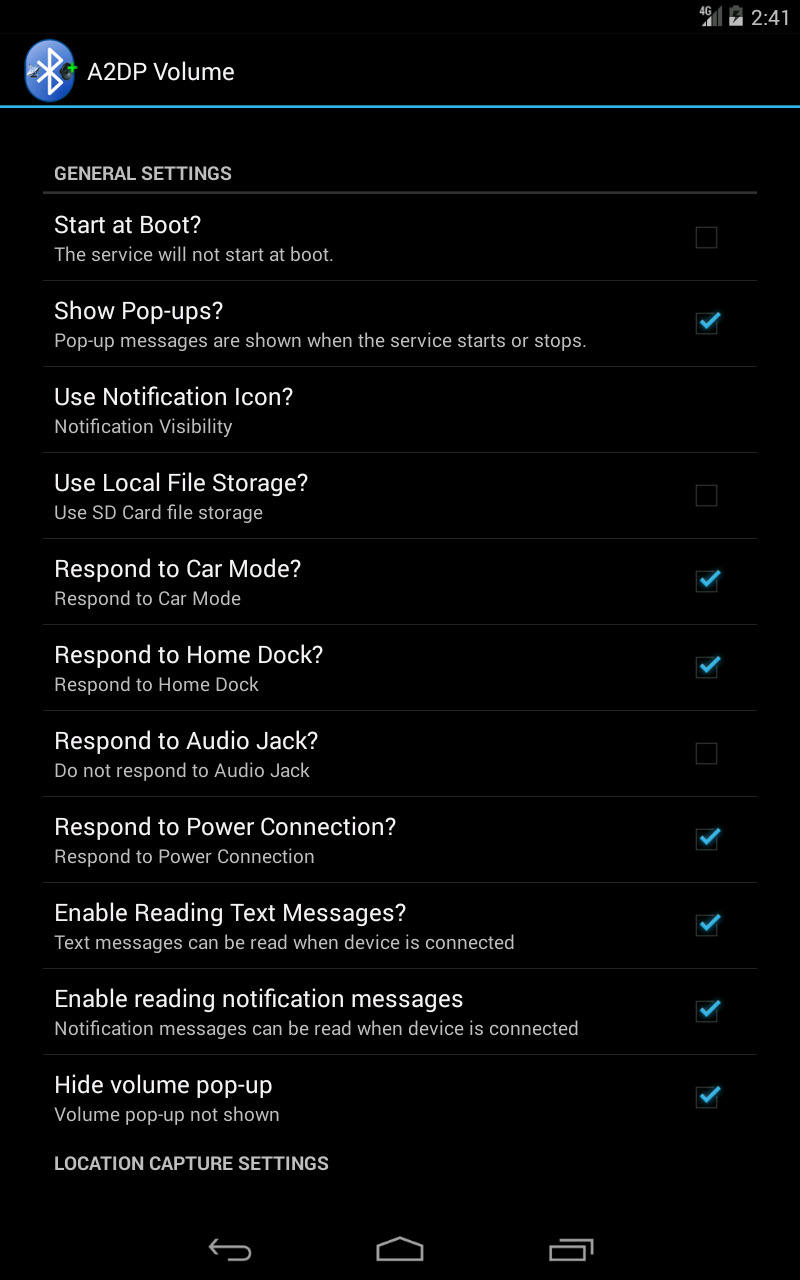 4G 2:41
A2DP Volume
GENERAL SETTINGS
Start at Boot?
The service will not start at boot.
Show Pop-ups?
Pop-up messages are shown when the service starts or stops.
Use Notification Icon?
Notification Visibility
Use Local File Storage?
Use SD Card file storage
Respond to Car Mode?
Respond to Car Mode
Respond to Home Dock?
Respond to Home Dock
Respond to Audio Jack?
Do not respond to Audio Jack
Respond to Power Connection?
Respond to Power Connection
Enable Reading Text Messages?
Text messages can be read when device is connected
Enable reading notification messages
Notification messages can be read when device is connected
Hide volume pop-up
Volume pop-up not shown
LOCATION CAPTURE SETTINGS